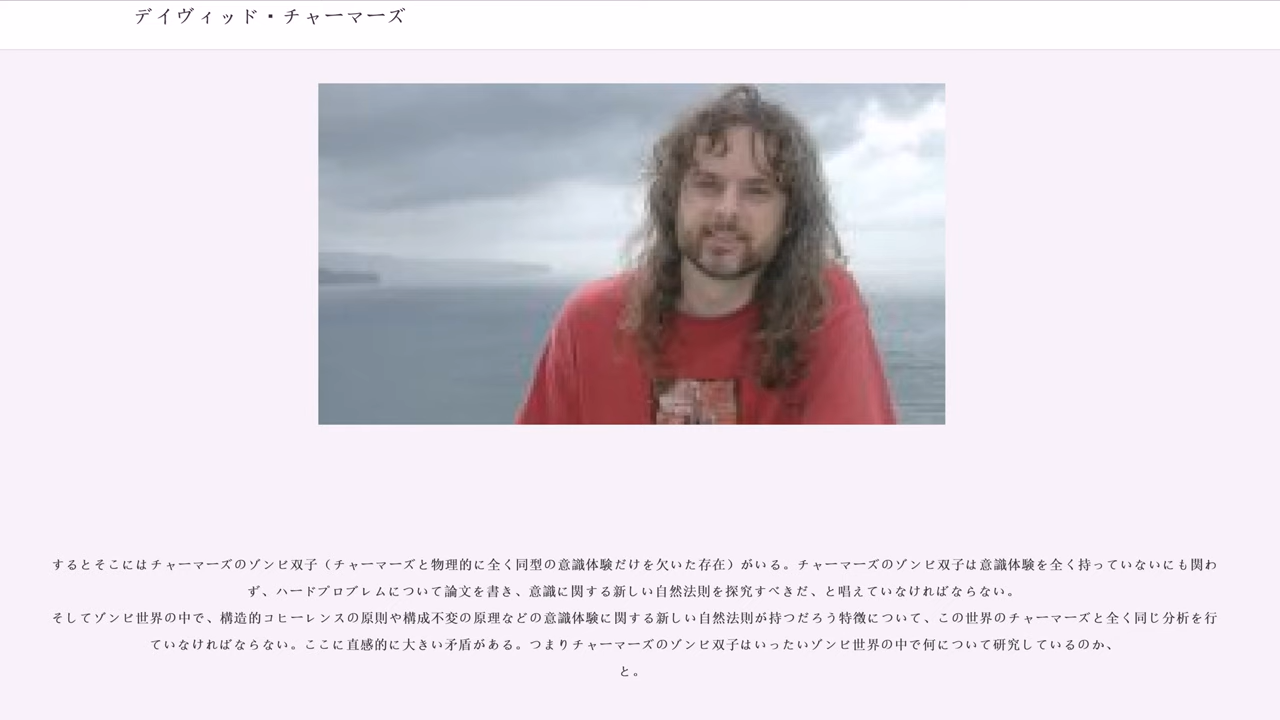 デイヴィッド・チャーマーズ
するとそこにはチャーマーズのゾンビ双子（チャーマーズと物理的に全く同型の意識体験だけを欠いた存在）がいる。チャーマーズのゾンビ双子は意識体験を全く持っていないにも関わ
ず、ハードプロブレムについて論文を書き、意識に関する新しい自然法則を探究すべきだ、と唱えていなければならない。
そしてゾンビ世界の中で、構造的コヒーレンスの原則や構成不変の原理などの意識体験に関する新しい自然法則が持つだろう特徴について、この世界のチャーマーズと全く同じ分析を行
ていなければならない。ここに直感的に大きい矛盾がある。つまりチャーマーズのゾンビ双子はいったいゾンビ世界の中で何について研究しているのか、
と。